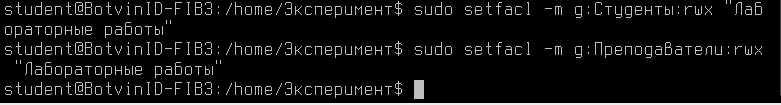 student@BotvinID-FIB3:/home/Эксперимент$ sudo setfacl -m g:Студенты:rwx "Лаб
ораторные работы"
student@BotvinID-FIB3:/home/Эксперимент$ sudo setfacl -m g:Преподаватели:rwx
 "Лабораторные работы"
student@BotvinID-FIB3:/home/Эксперимент$